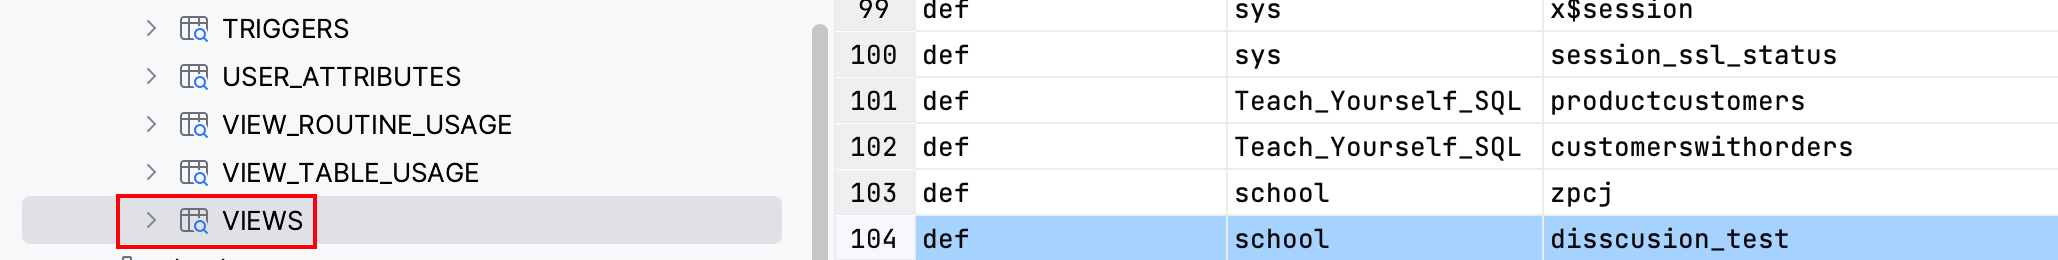 TRIGGERS
USER_ATTRIBUTES
VIEW_ROUTINE_USAGE
VIEW_TABLE_USAGE
VIEWS
99 def sys x$session
100 def sys session_ssl_status
101 def Teach_Yourself_SQL productcustomers
102 def Teach_Yourself_SQL customerswithorders
103 def school zpcj
104 def school disscusion_test